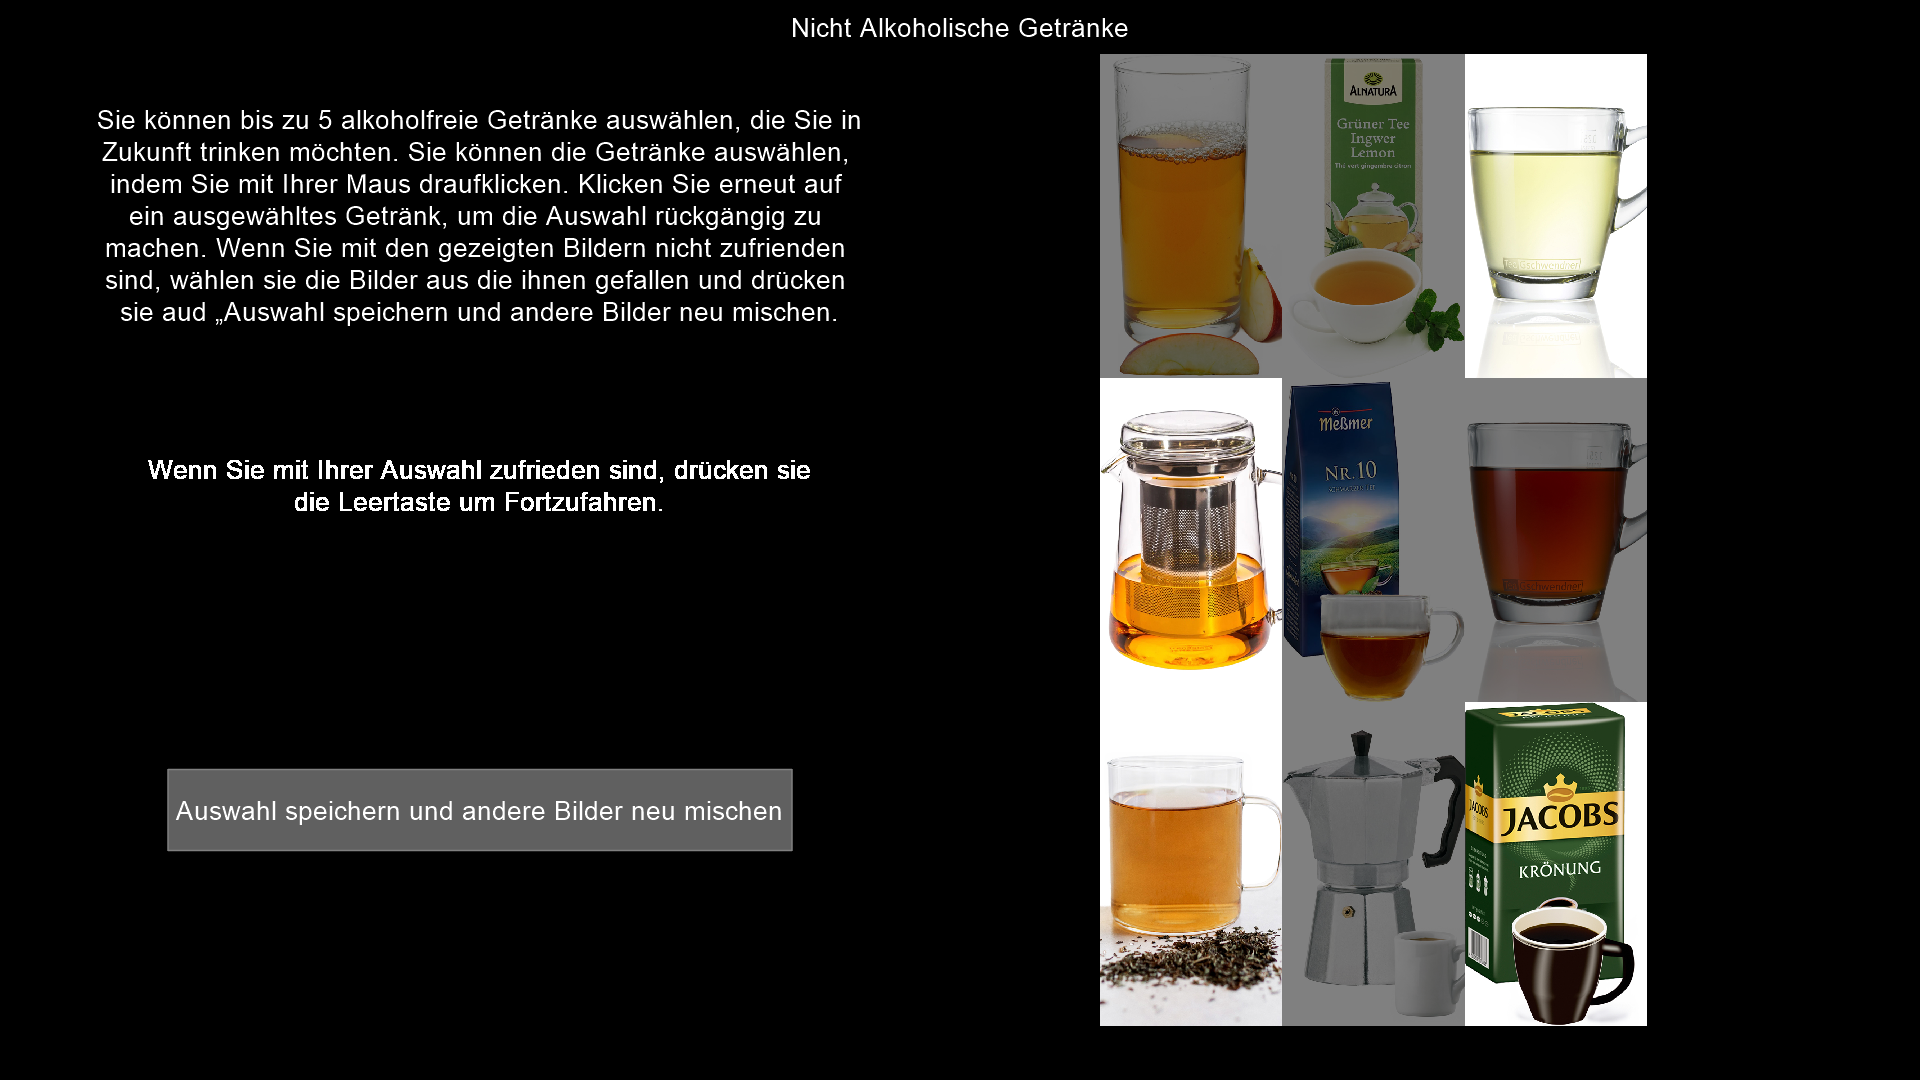 Nicht Alkoholische Getränke
Sie können bis zu 5 alkoholfreie Getränke auswählen, die Sie in
Zukunft trinken möchten. Sie können die Getränke auswählen,
indem Sie mit Ihrer Maus draufklicken. Klicken Sie erneut auf
ein ausgewähltes Getränk, um die Auswahl rückgängig zu
machen. Wenn Sie mit den gezeigten Bildern nicht zufrienden
sind, wählen sie die Bilder aus die ihnen gefallen und drücken
sie aud „Auswahl speichern und andere Bilder neu mischen.
Wenn Sie mit Ihrer Auswahl zufrieden sind, drücken sie
die Leertaste um Fortzufahren.
Auswahl speichern und andere Bilder neu mischen
ALNATURA
Grüner Tee
Ingwer
Lemon
Thé vert gingembre citron
Meßmer
NR. 10
JACOBS
JACOBS
KRÖNUNG